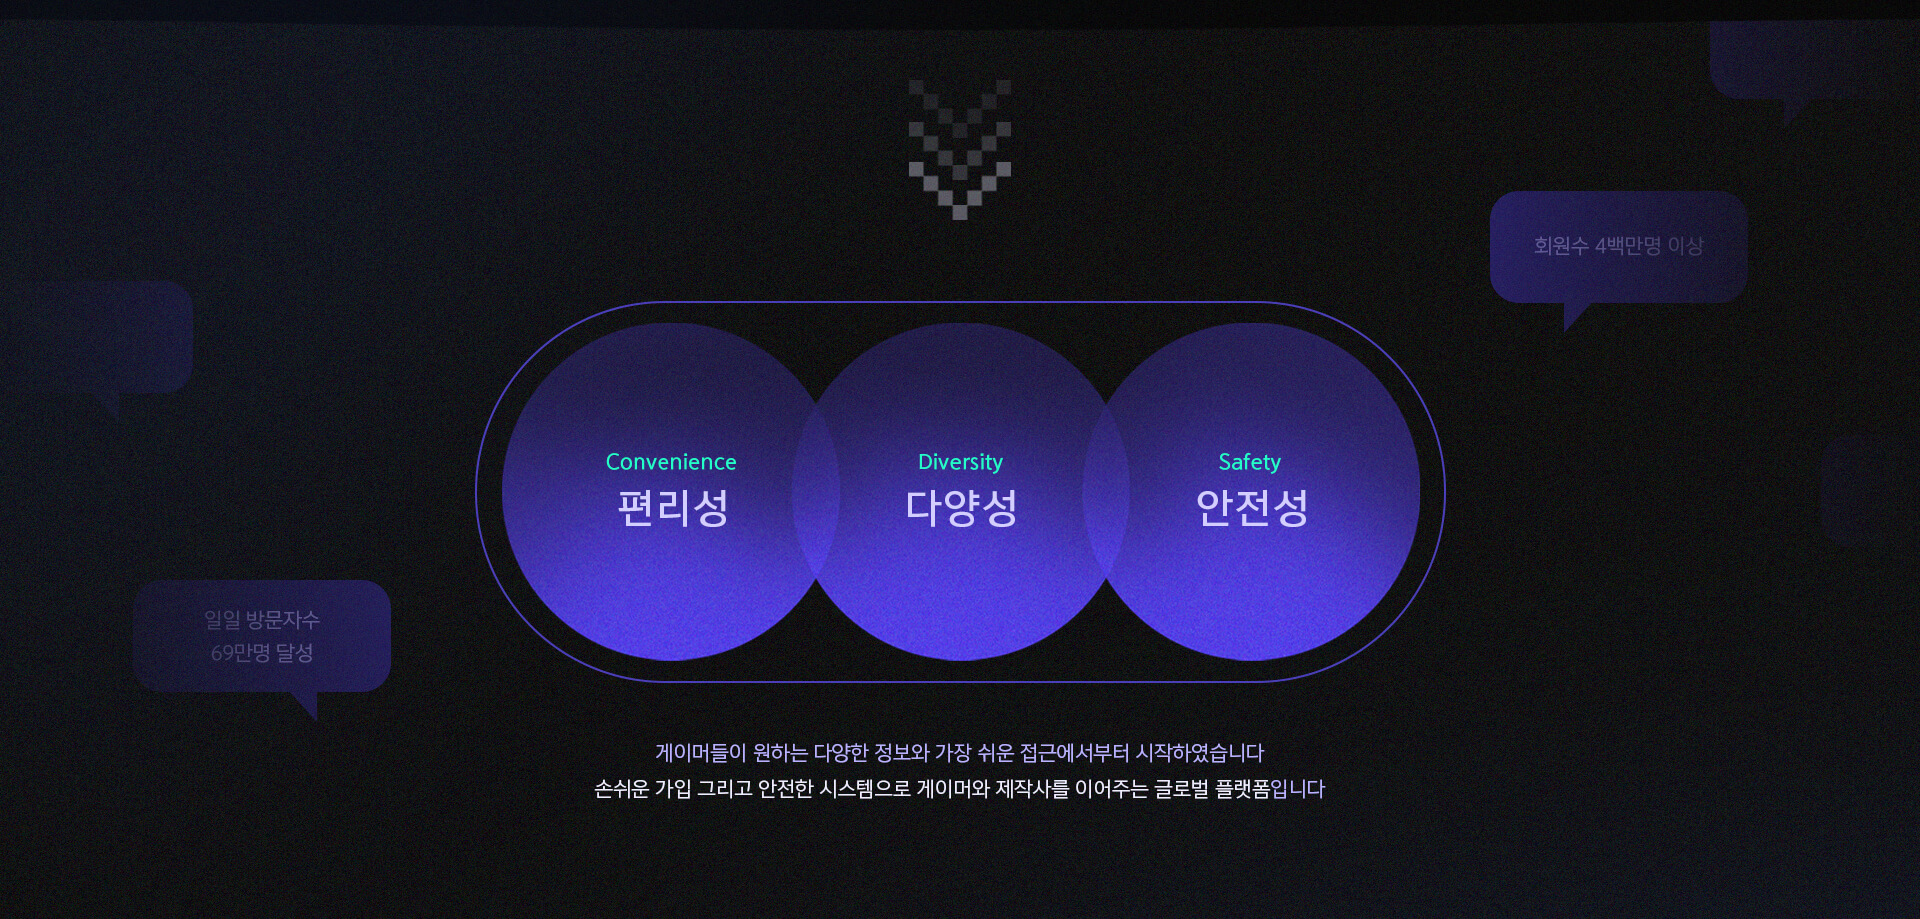 회원수 4백만명 이상
Convenience
편리성
Diversity
다양성
Safety
안전성
일일 방문자수
69만명 달성
게이머들이 원하는 다양한 정보와 가장 쉬운 접근에서부터 시작하였습니다
손쉬운 가입 그리고 안전한 시스템으로 게이머와 제작사를 이어주는 글로벌 플랫폼입니다